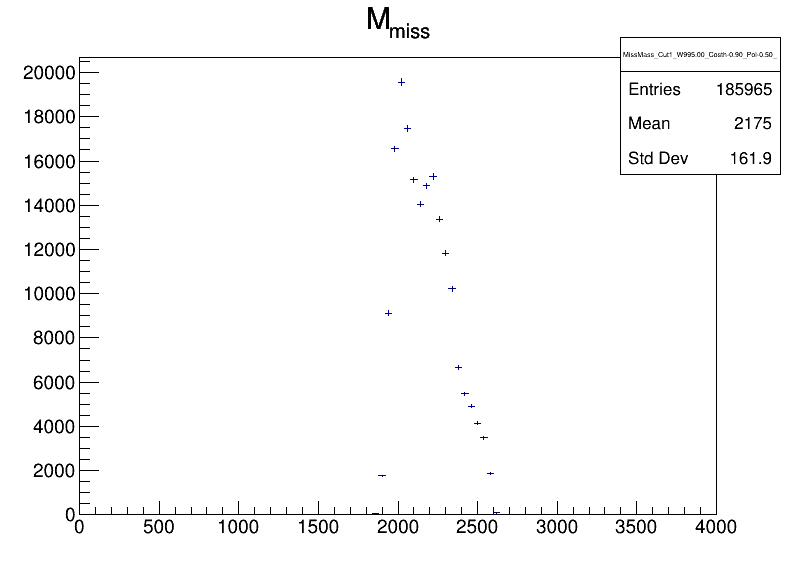 M_miss
MissMass_Cut1_W995.00_Costh-0.90_Pol-0.50_
Entries 185965
Mean 2175
Std Dev 161.9
20000
18000
16000
14000
12000
10000
8000
6000
4000
2000
0
0 500 1000 1500 2000 2500 3000 3500 4000